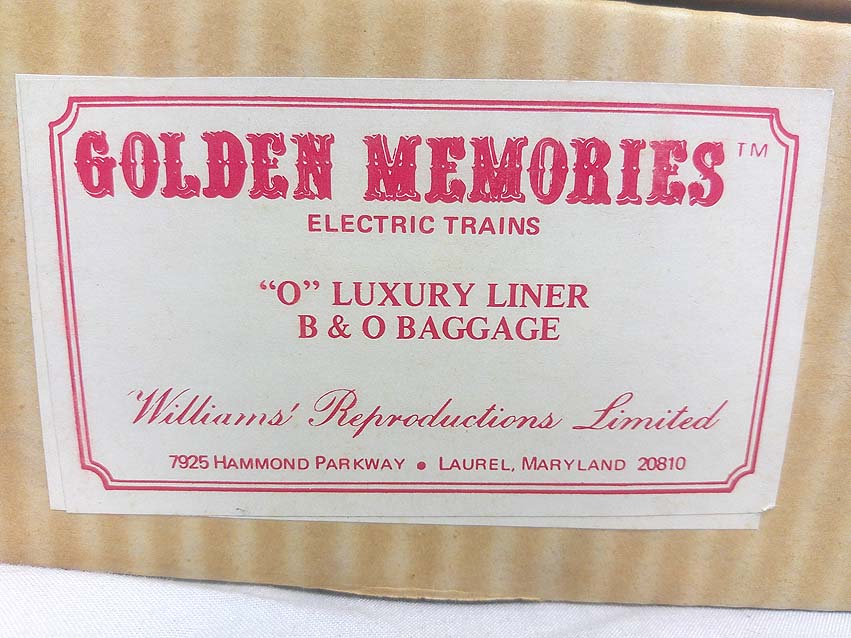 GOLDEN MEMORIES™
ELECTRIC TRAINS
“O” LUXURY LINER
B & O BAGGAGE
Williams' Reproductions Limited
7925 HAMMOND PARKWAY • LAUREL, MARYLAND 20810